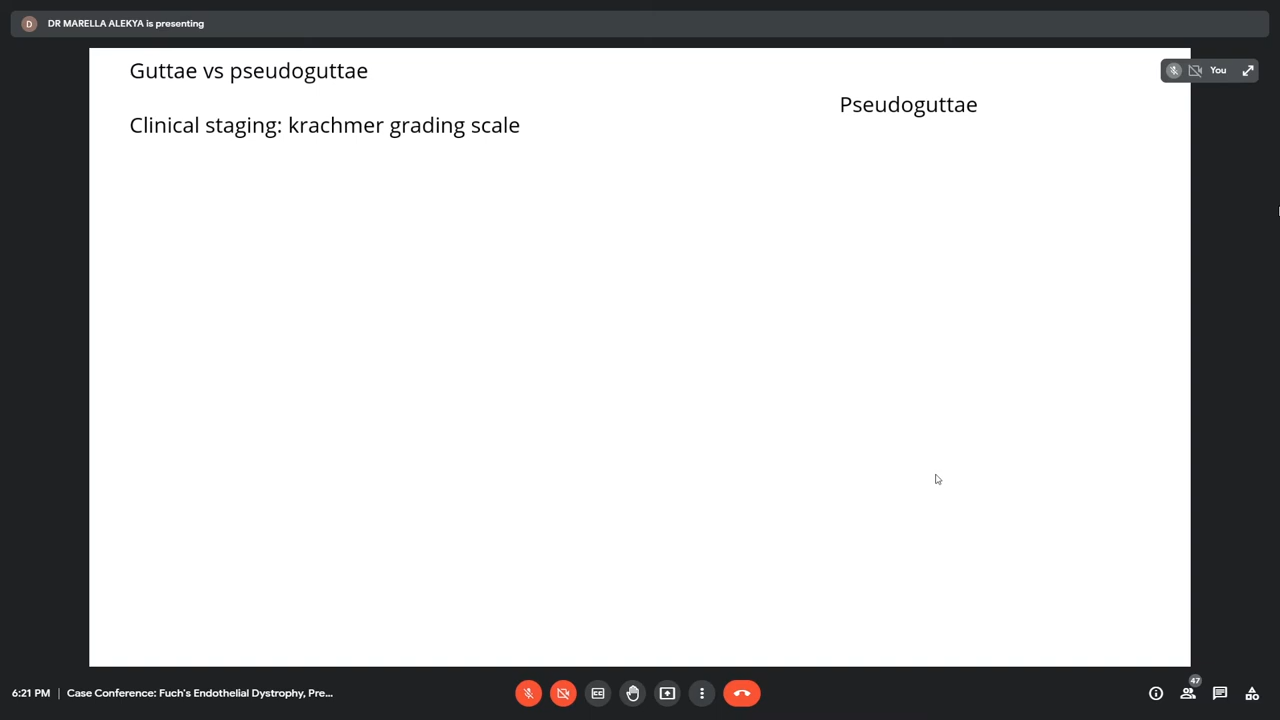 D DR MARELLA ALEKYA is presenting
Guttae vs pseudoguttae
You
Pseudoguttae
Clinical staging: krachmer grading scale
47
6:21 PM | Case Conference: Fuch's Endothelial Dystrophy, Pre...